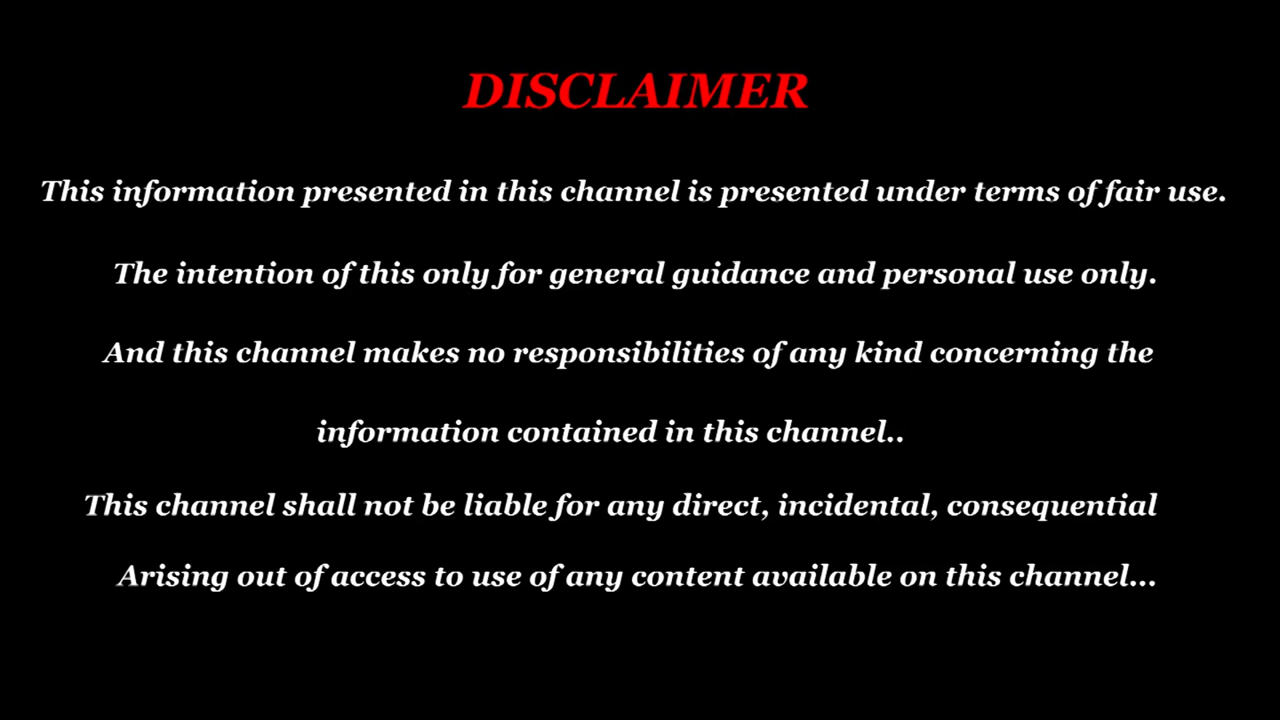 DISCLAIMER
This information presented in this channel is presented under terms of fair use.
The intention of this only for general guidance and personal use only.
And this channel makes no responsibilities of any kind concerning the
information contained in this channel..
This channel shall not be liable for any direct, incidental, consequential
Arising out of access to use of any content available on this channel...